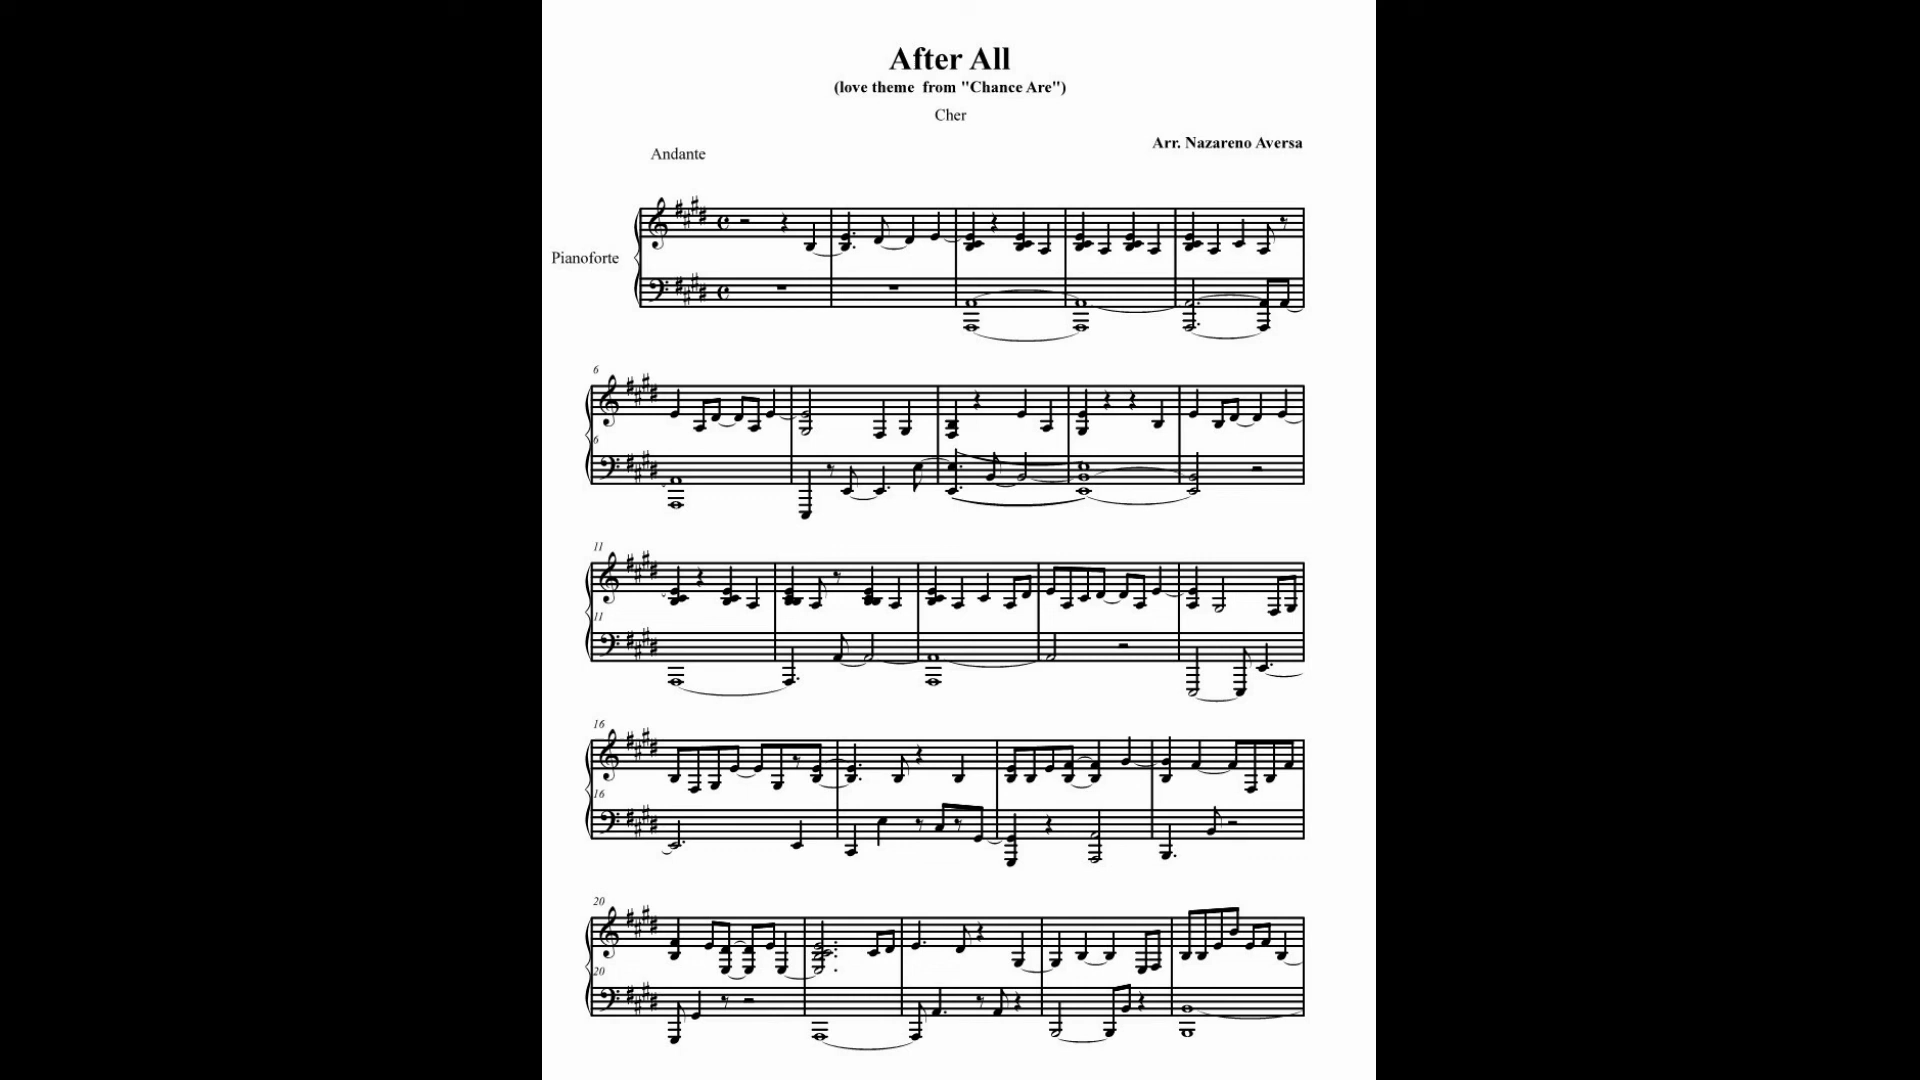 After All
(love theme from "Chance Are")
Cher
Arr. Nazareno Aversa
Andante
Pianoforte
6
6
11
11
16
16
20
20